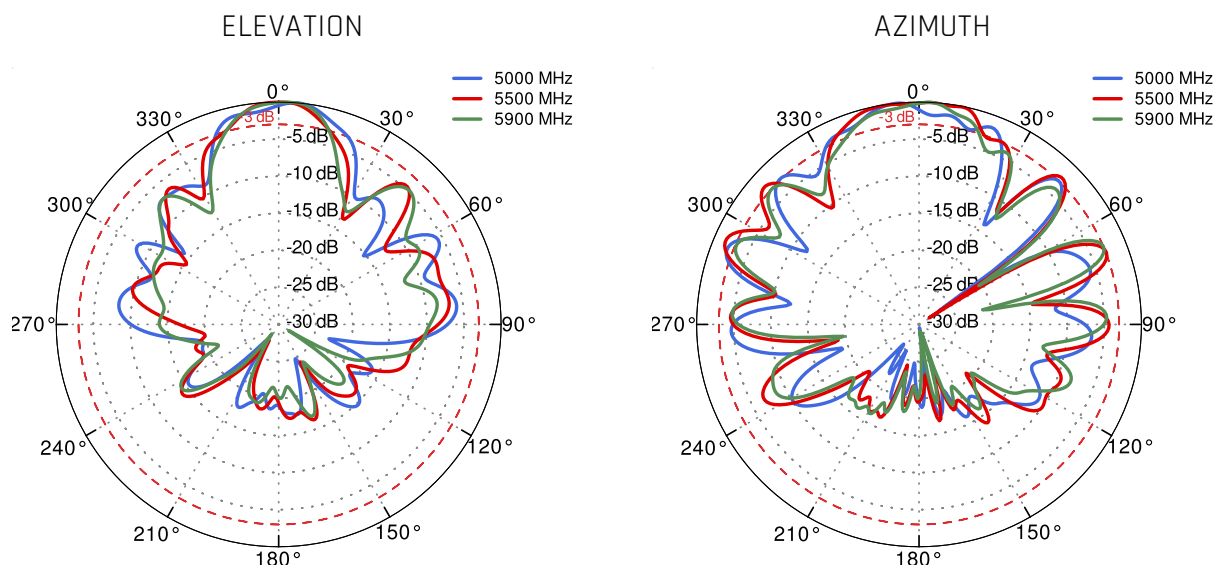 ELEVATION
5000 MHz
5500 MHz
5900 MHz
0°
330°
30°
300°
60°
270°
90°
240°
120°
210°
150°
180°
3 dB
-5 dB
-10 dB
-15 dB
-20 dB
-25 dB
-30 dB
AZIMUTH
5000 MHz
5500 MHz
5900 MHz
0°
330°
30°
300°
60°
270°
90°
240°
120°
210°
150°
180°
-3 dB
-5 dB
-10 dB
-15 dB
-20 dB
-25 dB
-30 dB